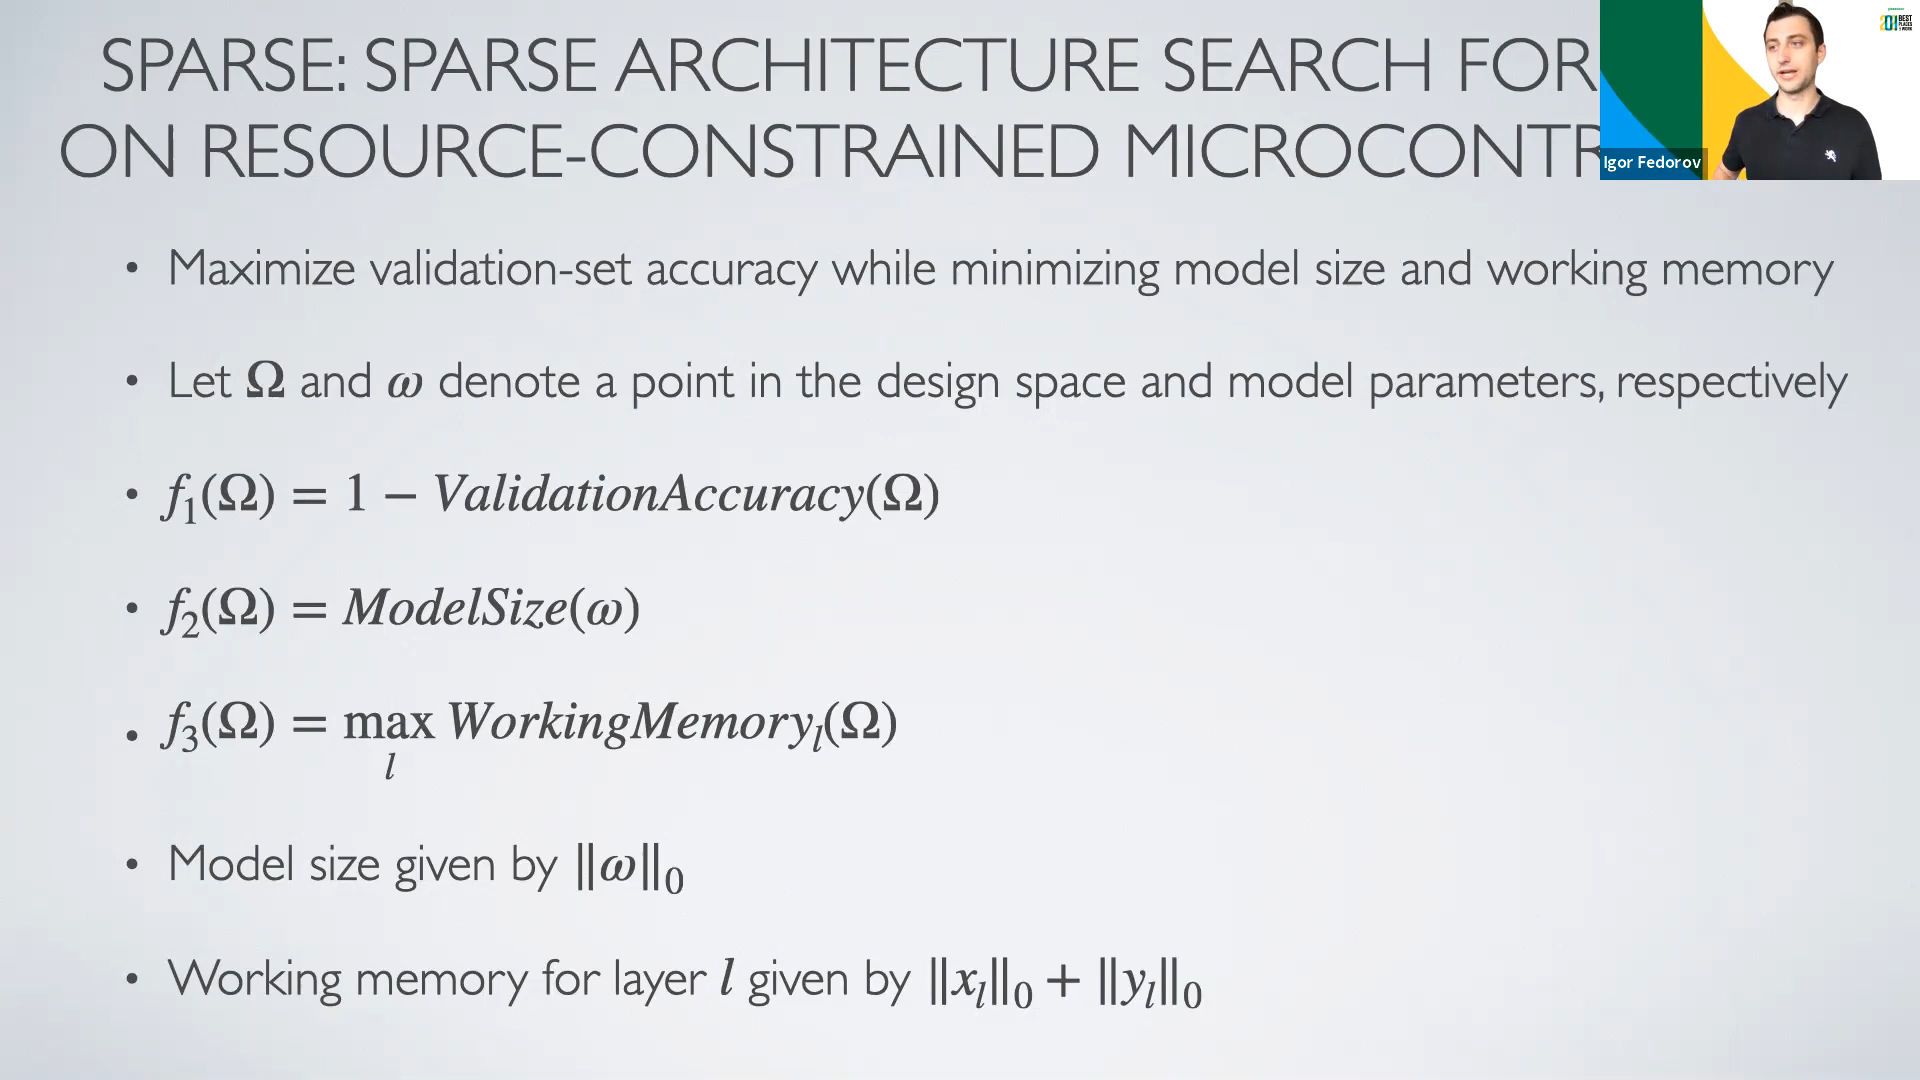 SPARSE: SPARSE ARCHITECTURE SEARCH FOR
ON RESOURCE-CONSTRAINED MICROCONTR
Igor Fedorov
• Maximize validation-set accuracy while minimizing model size and working memory
• Let Ω and ω denote a point in the design space and model parameters, respectively
• f₁(Ω) = 1 − ValidationAccuracy(Ω)
• f₂(Ω) = ModelSize(ω)
• f₃(Ω) = max WorkingMemoryₗ(Ω)
l
• Model size given by ||ω||₀
• Working memory for layer l given by ||xₗ||₀ + ||yₗ||₀